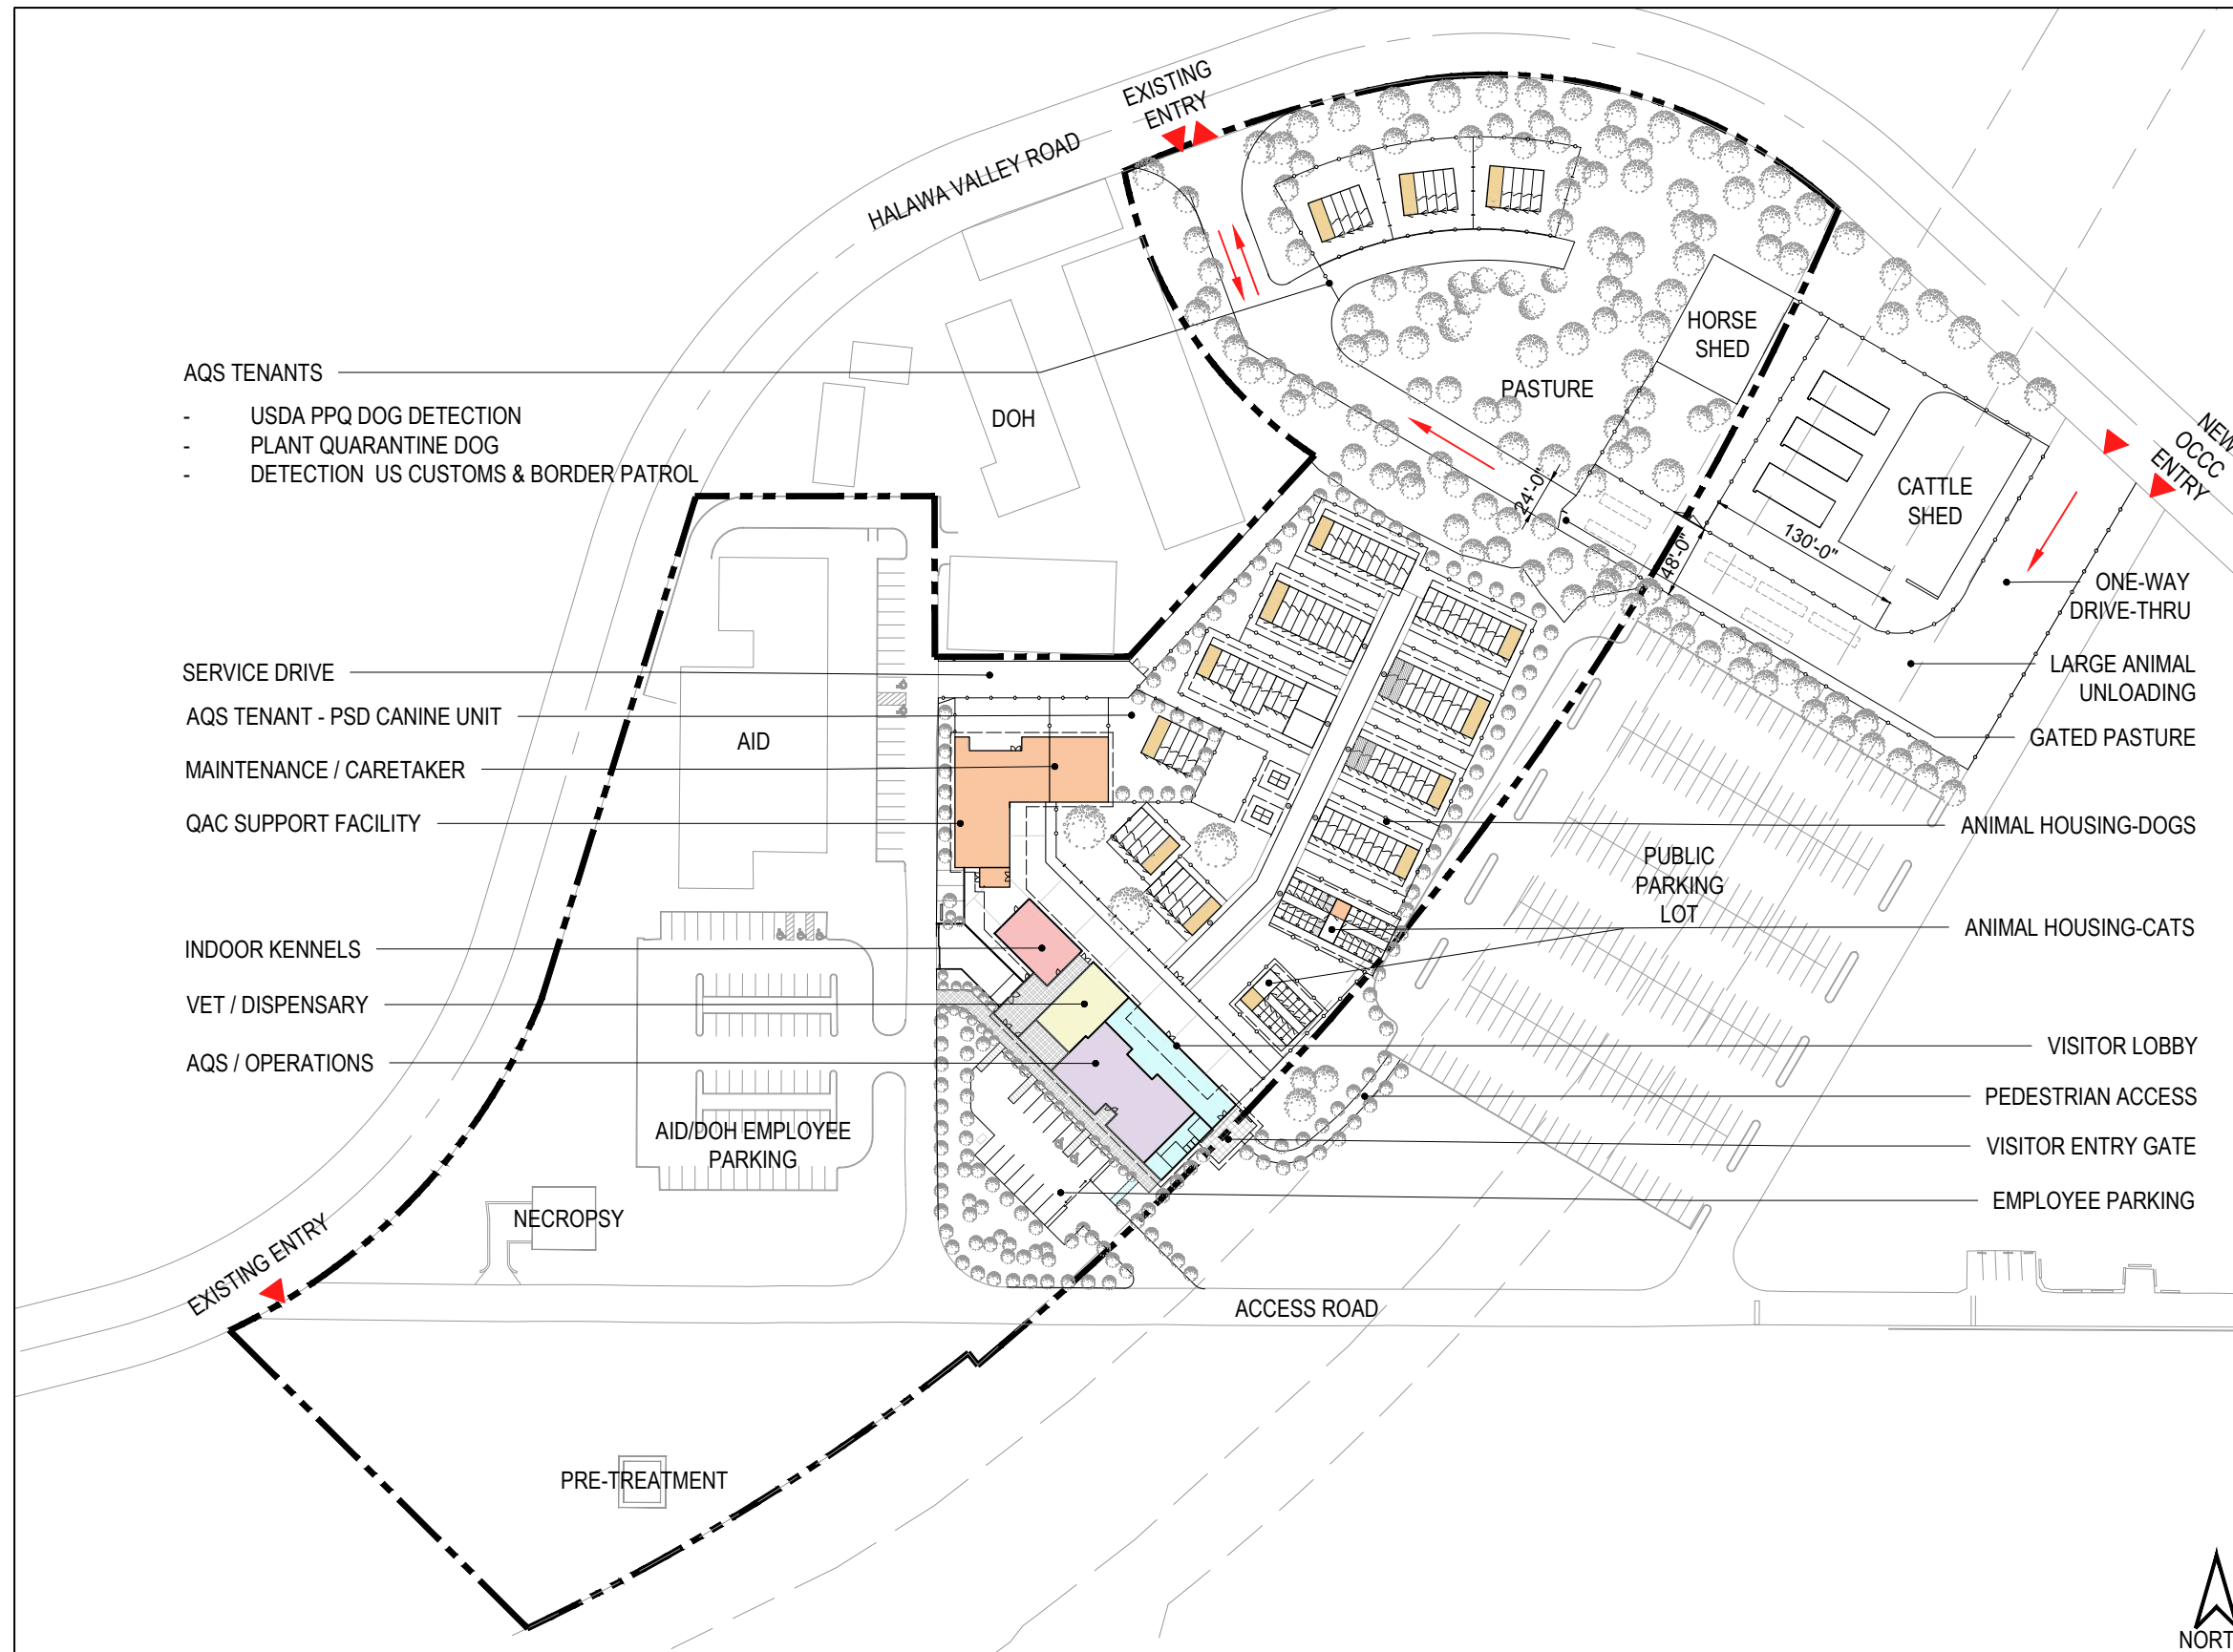 EXISTING
ENTRY
HALAWA VALLEY ROAD
HORSE
SHED
AQS TENANTS
- USDA PPQ DOG DETECTION
- PLANT QUARANTINE DOG
- DETECTION US CUSTOMS & BORDER PATROL
DOH
PASTURE
NEW
OCCC
ENTRY
CATTLE
SHED
24'-0"
130'-0"
48'-0"
ONE-WAY
DRIVE-THRU
SERVICE DRIVE
LARGE ANIMAL
UNLOADING
AQS TENANT - PSD CANINE UNIT
AID
GATED PASTURE
MAINTENANCE / CARETAKER
QAC SUPPORT FACILITY
ANIMAL HOUSING-DOGS
PUBLIC
PARKING
LOT
ANIMAL HOUSING-CATS
INDOOR KENNELS
VET / DISPENSARY
VISITOR LOBBY
AQS / OPERATIONS
PEDESTRIAN ACCESS
AID/DOH EMPLOYEE
PARKING
VISITOR ENTRY GATE
EMPLOYEE PARKING
NECROPSY
EXISTING ENTRY
ACCESS ROAD
PRE-TREATMENT
NORT